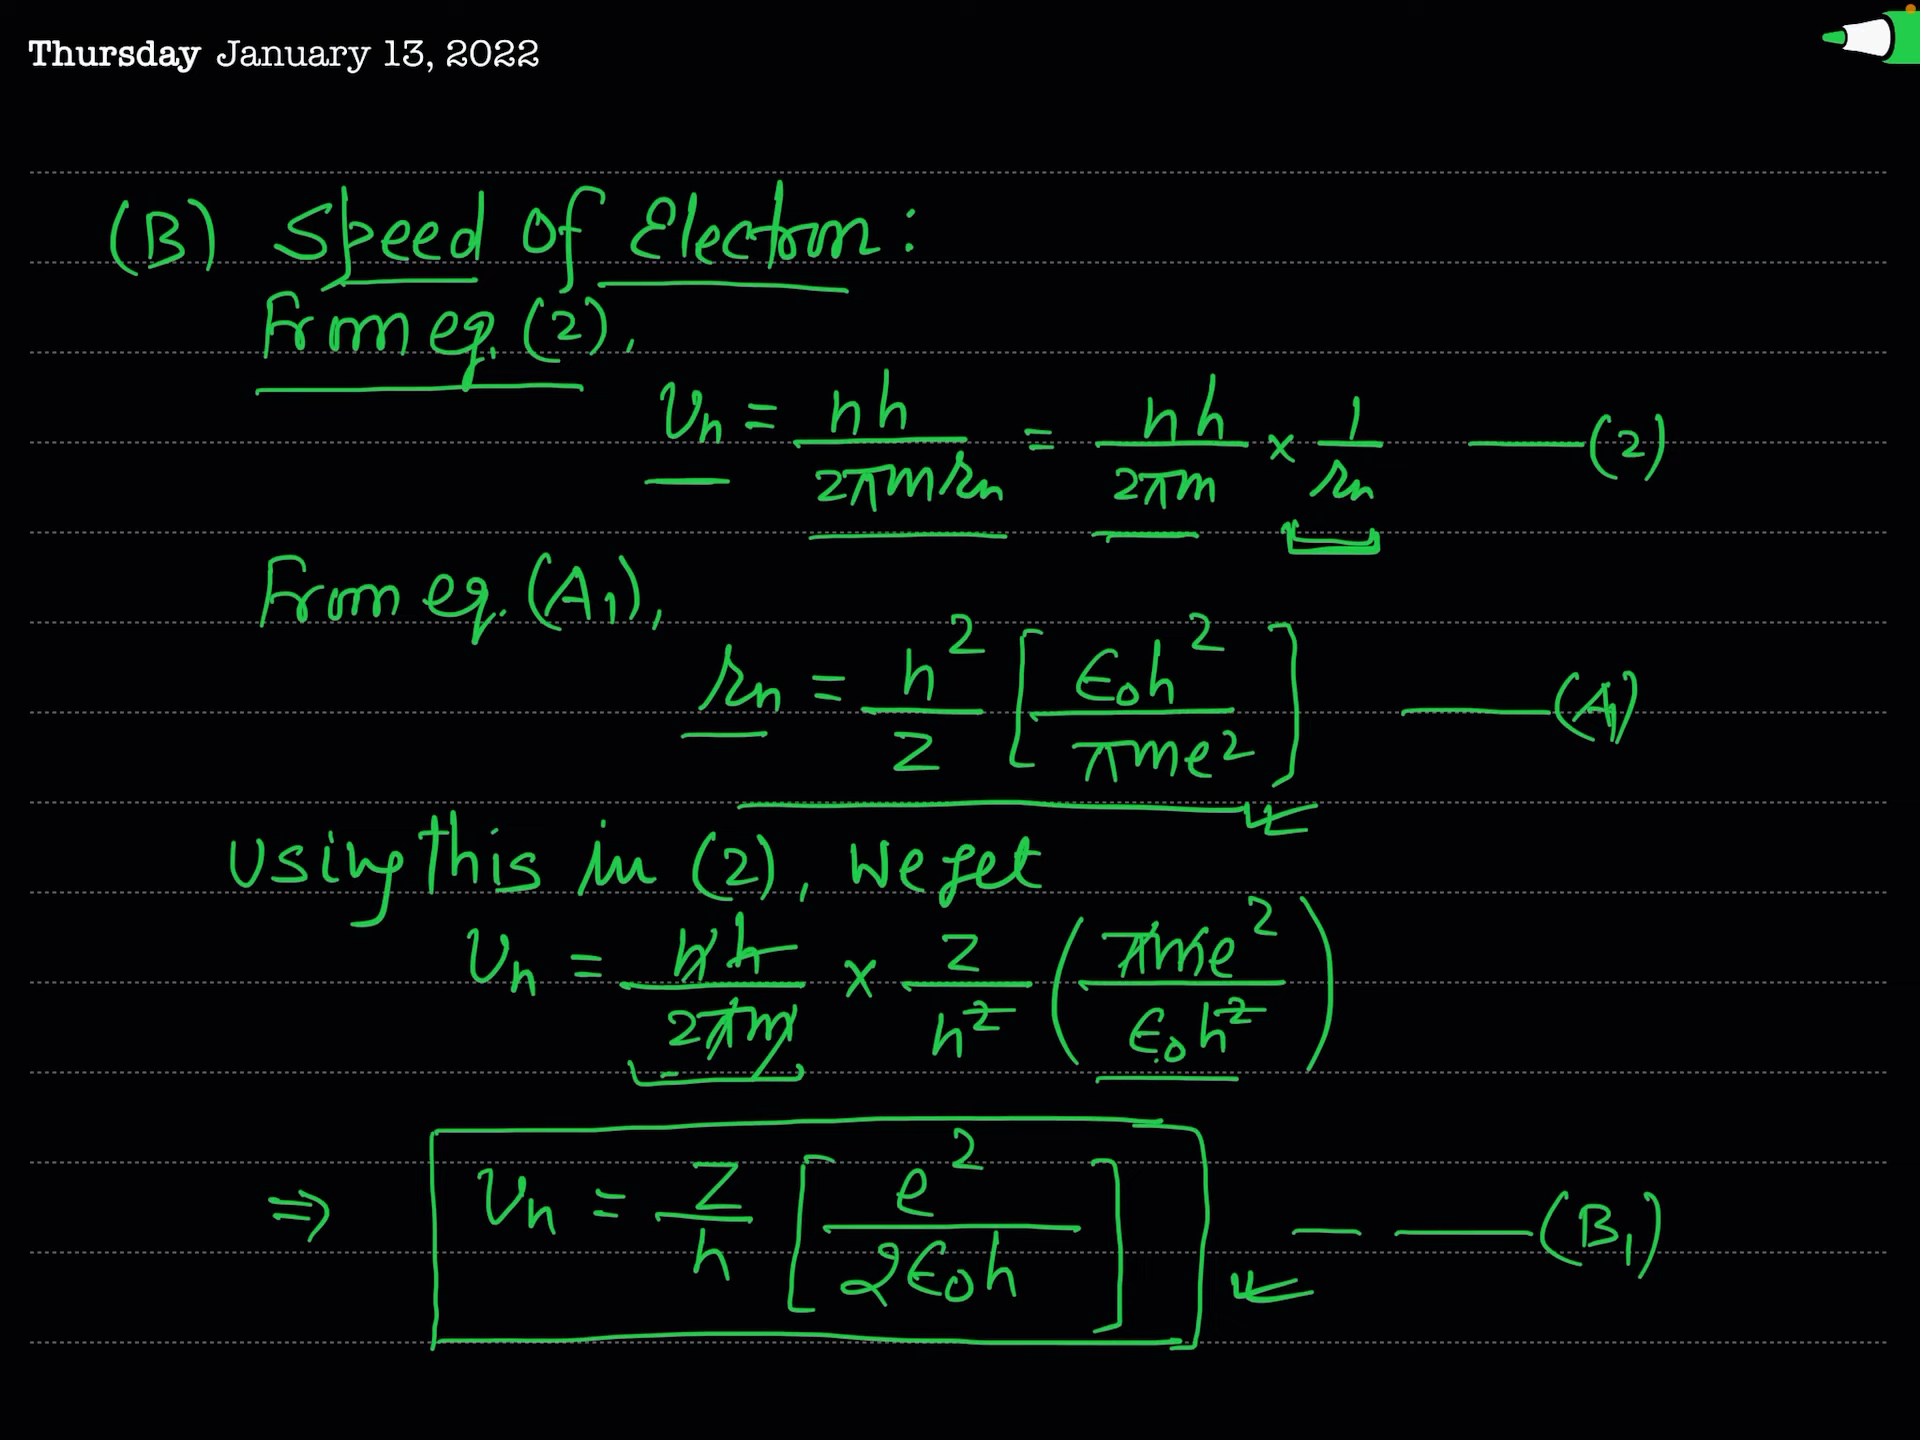 Thursday January 13, 2022
(B) Speed Of Electron:
From eq. (2),
vₙ = nh/2πmrₙ = nh/2πm × 1/rₙ —— (2)
From eq. (A₁),
rₙ = n²/Z [ϵ₀h²/πme²] —— (A₁)
Using this in (2), we get
vₙ = nh/2πm × Z/n² (πme²/ϵ₀h²)
⇒ vₙ = Z/n [e²/2ϵ₀h] — —— (B₁)